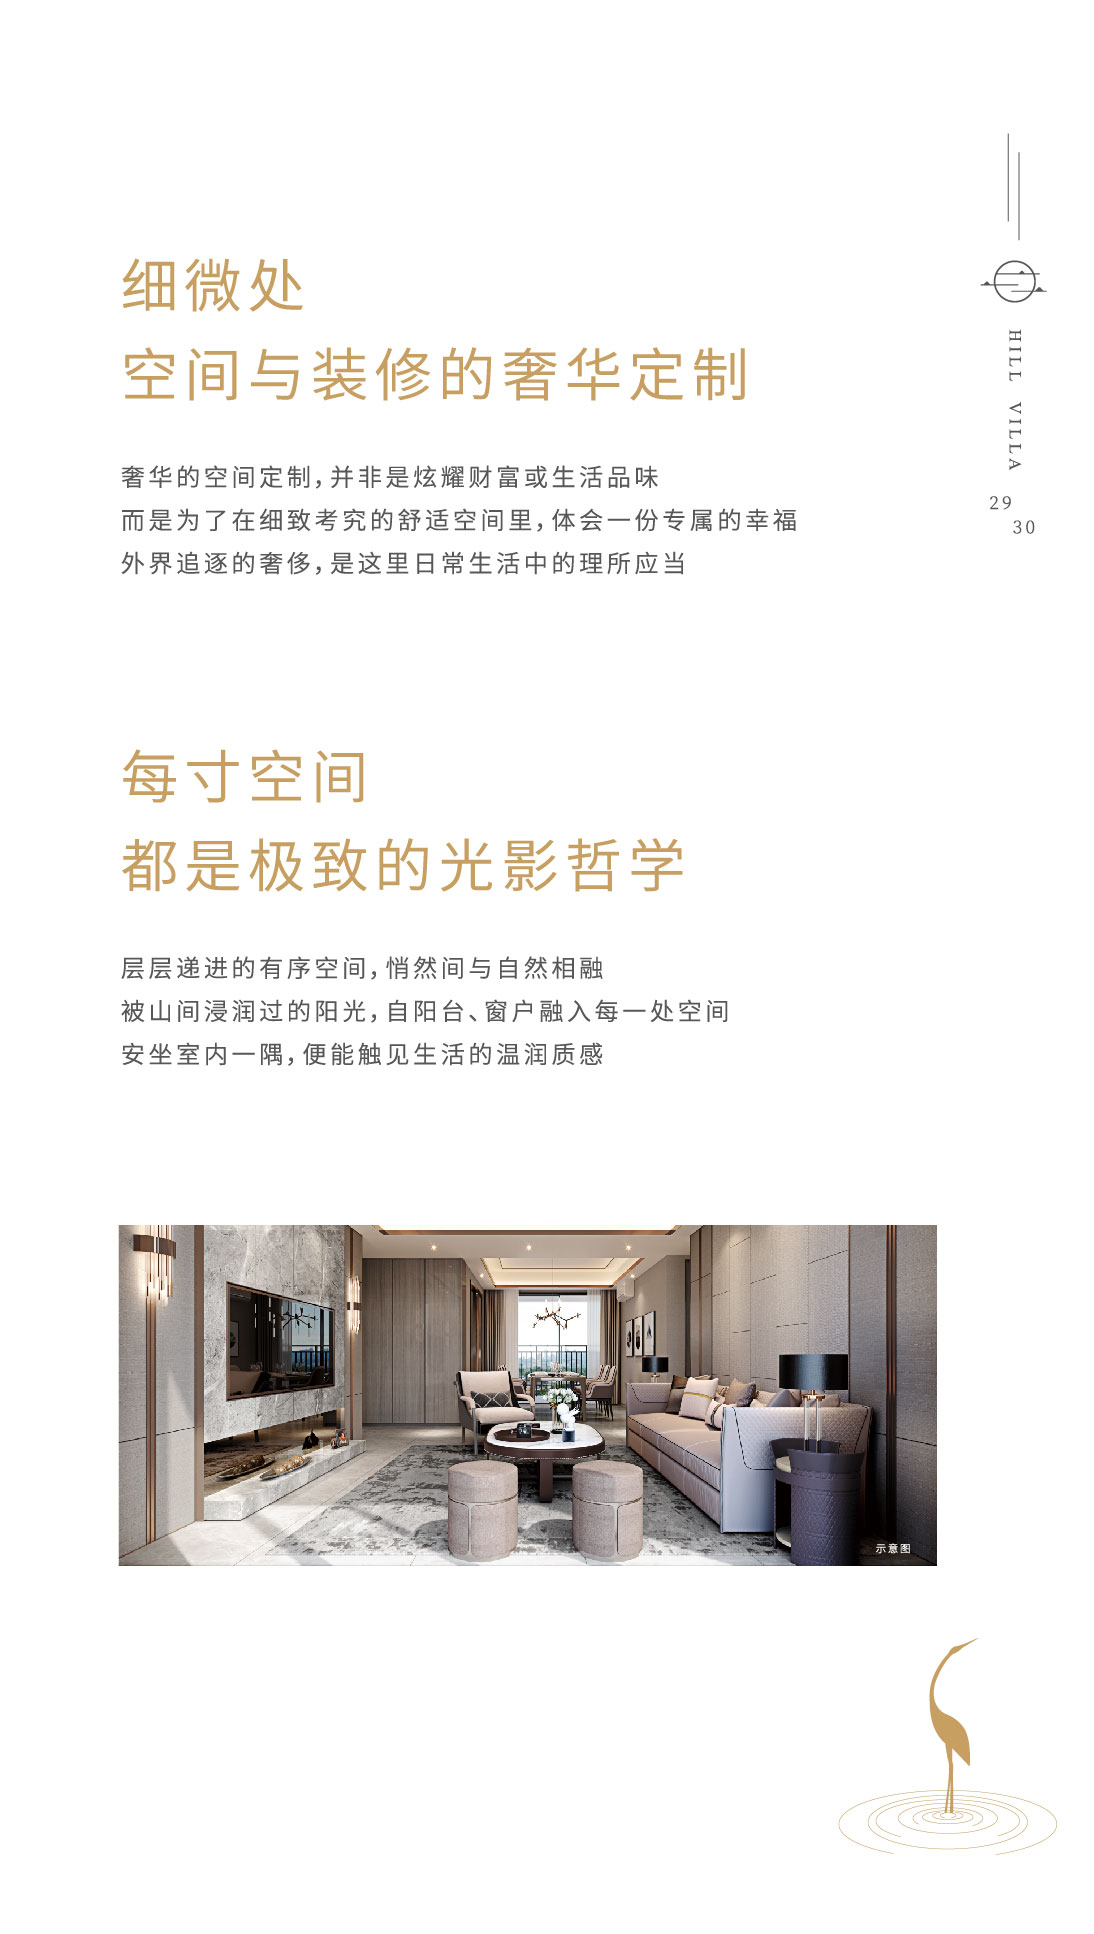 细微处
空间与装修的奢华定制
奢华的空间定制，并非是炫耀财富或生活品味
而是为了在细致考究的舒适空间里，体会一份专属的幸福
外界追逐的奢侈，是这里日常生活中的理所应当
HILL VILLA
29
30
每寸空间
都是极致的光影哲学
层层递进的有序空间，悄然间与自然相融
被山间浸润过的阳光，自阳台、窗户融入每一处空间
安坐室内一隅，便能触见生活的温润质感
示意图